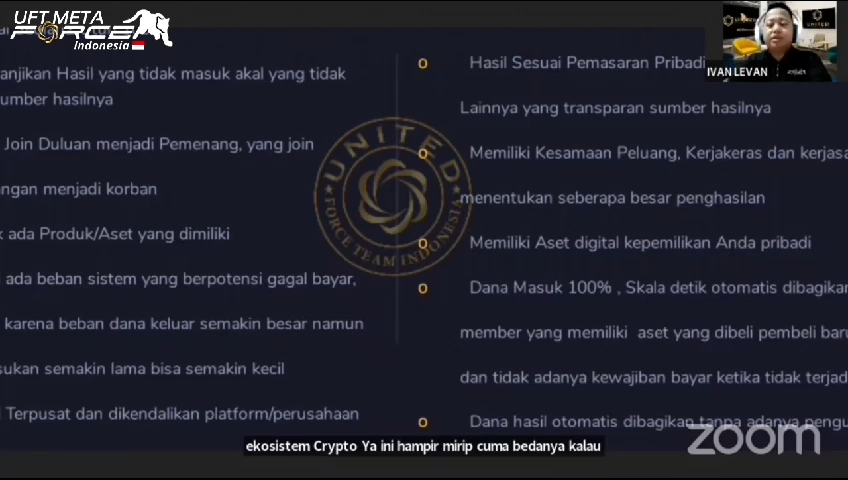 UFT META
FORCE
Indonesia
IVAN LEVAN
anjikan Hasil yang tidak masuk akal yang tidak
umber hasilnya
Join Duluan menjadi Pemenang, yang join
angan menjadi korban
k ada Produk/Aset yang dimiliki
ada beban sistem yang berpotensi gagal bayar,
karena beban dana keluar semakin besar namun
sukan semakin lama bisa semakin kecil
Terpusat dan dikendalikan platform/perusahaan
UNITED
FORCE TEAM INDONESIA
Hasil Sesuai Pemasaran Pribadi
Lainnya yang transparan sumber hasilnya
Memiliki Kesamaan Peluang, Kerjakeras dan kerjasa
menentukan seberapa besar penghasilan
Memiliki Aset digital kepemilikan Anda pribadi
Dana Masuk 100% , Skala detik otomatis dibagikan
member yang memiliki aset yang dibeli pembeli baru
dan tidak adanya kewajiban bayar ketika tidak terjad
Dana hasil otomatis dibagikan tanpa adanya pengu
zoom
ekosistem Crypto Ya ini hampir mirip cuma bedanya kalau